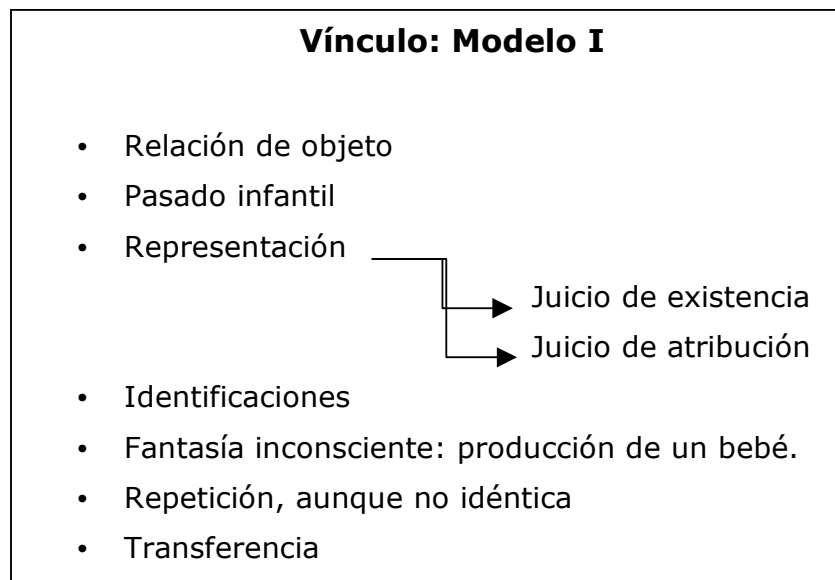 Vínculo: Modelo I
• Relación de objeto
• Pasado infantil
• Representación
Juicio de existencia
Juicio de atribución
• Identificaciones
• Fantasía inconsciente: producción de un bebé.
• Repetición, aunque no idéntica
• Transferencia